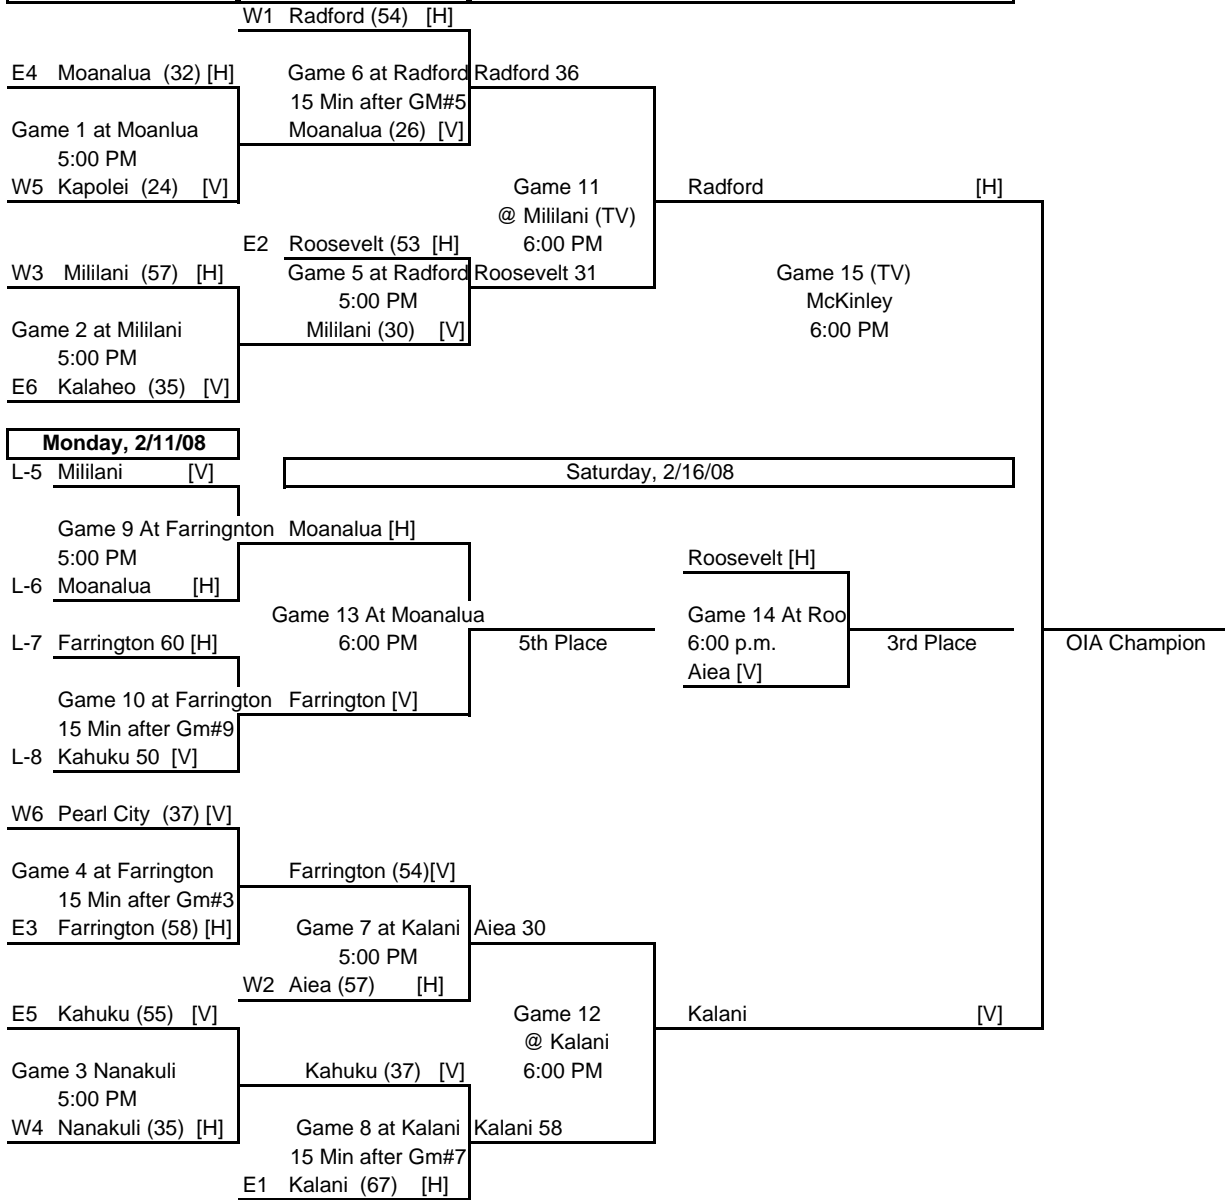 W1 Radford (54) [H]
E4 Moanalua (32) [H] Game 6 at Radford Radford 36
15 Min after GM#5
Game 1 at Moanlua Moanalua (26) [V]
5:00 PM
W5 Kapolei (24) [V] Game 11 Radford [H]
@ Mililani (TV)
E2 Roosevelt (53 [H] 6:00 PM
W3 Mililani (57) [H] Game 5 at Radford Roosevelt 31 Game 15 (TV)
5:00 PM McKinley
Game 2 at Mililani Mililani (30) [V] 6:00 PM
5:00 PM
E6 Kalaheo (35) [V]
Monday, 2/11/08
L-5 Mililani [V] Saturday, 2/16/08
Game 9 At Farringnton Moanalua [H]
5:00 PM Roosevelt [H]
L-6 Moanalua [H]
Game 13 At Moanalua Game 14 At Roo
L-7 Farrington 60 [H] 6:00 PM 5th Place 6:00 p.m. 3rd Place OIA Champion
Aiea [V]
Game 10 at Farrington Farrington [V]
15 Min after Gm#9
L-8 Kahuku 50 [V]
W6 Pearl City (37) [V]
Game 4 at Farrington Farrington (54)[V]
15 Min after Gm#3
E3 Farrington (58) [H] Game 7 at Kalani Aiea 30
5:00 PM
W2 Aiea (57) [H]
E5 Kahuku (55) [V] Game 12 Kalani [V]
@ Kalani
Game 3 Nanakuli Kahuku (37) [V] 6:00 PM
5:00 PM
W4 Nanakuli (35) [H] Game 8 at Kalani Kalani 58
15 Min after Gm#7
E1 Kalani (67) [H]